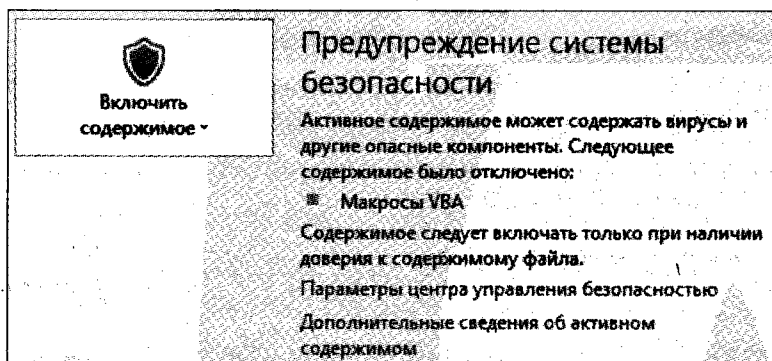 Включить
содержимое
Предупреждение системы
безопасности
Активное содержимое может содержать вирусы и
другие опасные компоненты. Следующее
содержимое было отключено:
Макросы VBA
Содержимое следует включать только при наличии
доверия к содержимому файла.
Параметры центра управления безопасностью
Дополнительные сведения об активном
содержимом